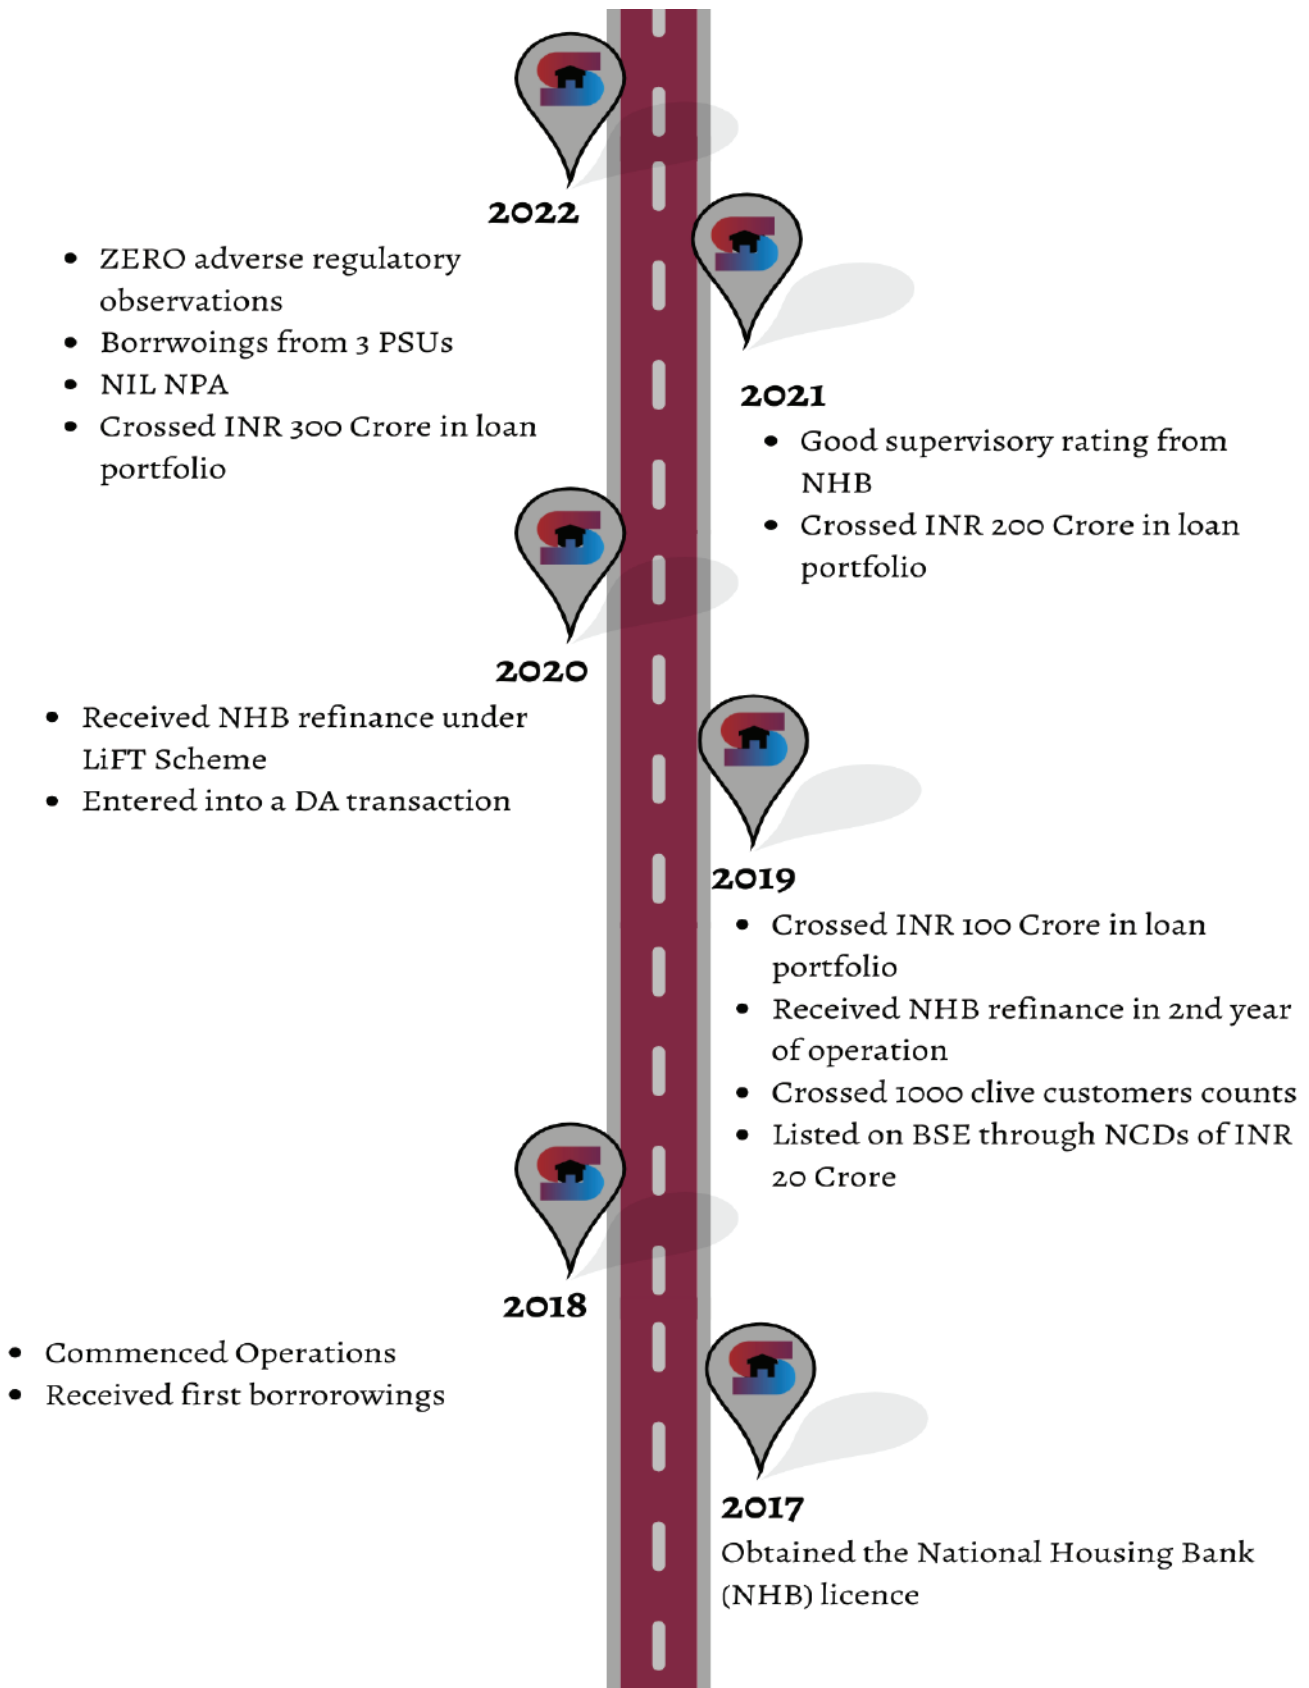 2022
• ZERO adverse regulatory
observations
• Borrwoings from 3 PSUs
• NIL NPA
• Crossed INR 300 Crore in loan
portfolio
2021
• Good supervisory rating from
NHB
• Crossed INR 200 Crore in loan
portfolio
2020
• Received NHB refinance under
LiFT Scheme
• Entered into a DA transaction
2019
• Crossed INR 100 Crore in loan
portfolio
• Received NHB refinance in 2nd year
of operation
• Crossed 1000 clive customers counts
• Listed on BSE through NCDs of INR
20 Crore
2018
• Commenced Operations
• Received first borrorowings
2017
Obtained the National Housing Bank
(NHB) licence